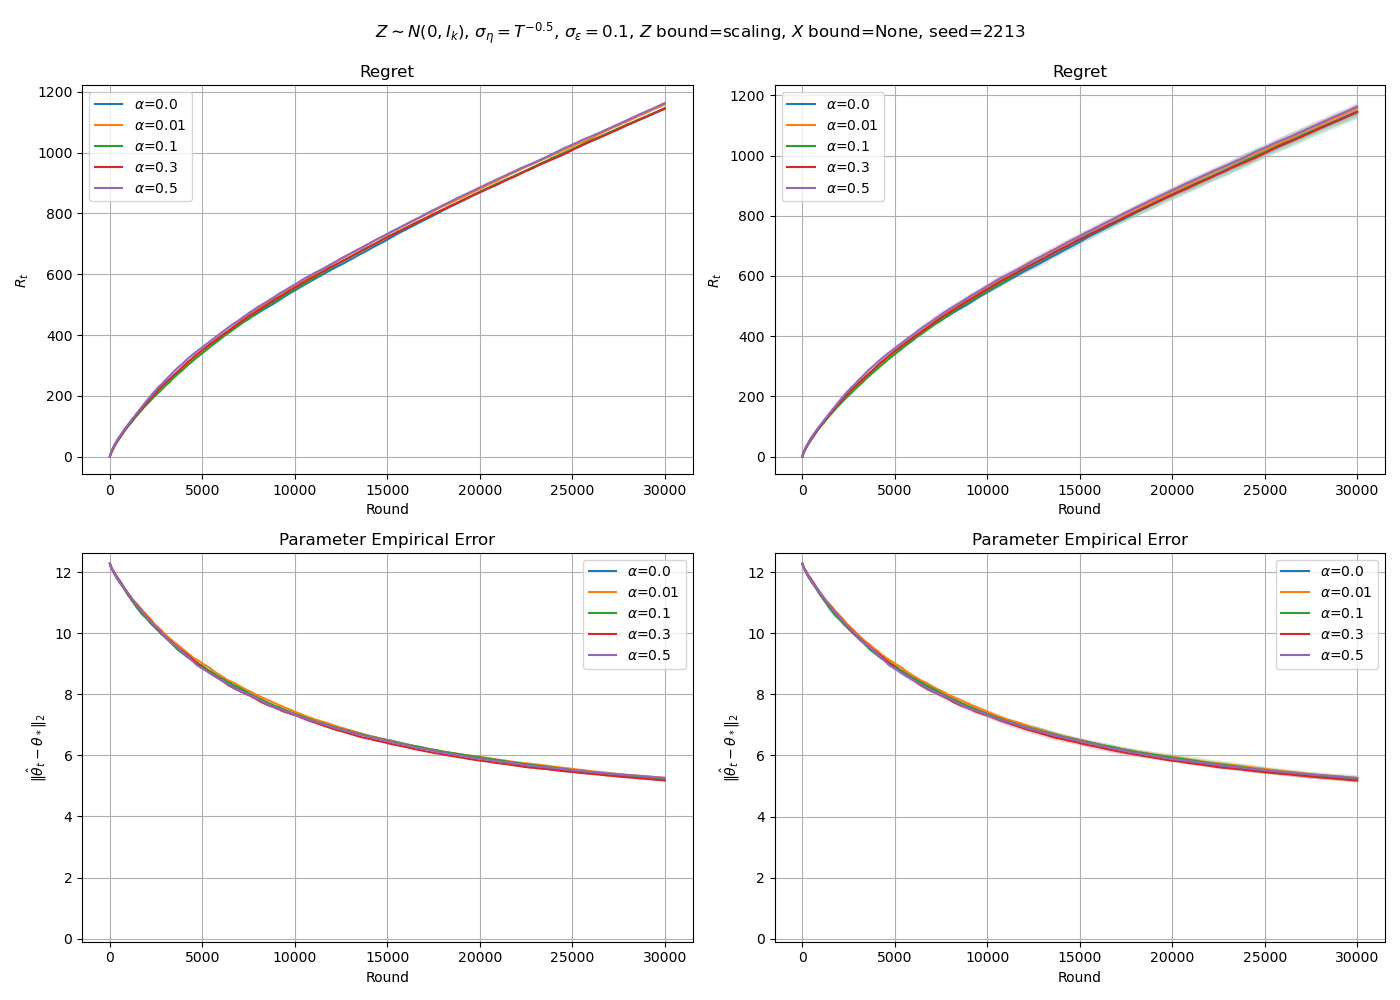 Z ∼ N(0, I_k), σ_η = T^{−0.5}, σ_ε = 0.1, Z bound=scaling, X bound=None, seed=2213
Regret
R_t
1200
1000
800
600
400
200
0
α=0.0
α=0.01
α=0.1
α=0.3
α=0.5
0 5000 10000 15000 20000 25000 30000
Round
Regret
R_t
1200
1000
800
600
400
200
0
α=0.0
α=0.01
α=0.1
α=0.3
α=0.5
0 5000 10000 15000 20000 25000 30000
Round
Parameter Empirical Error
‖θ̂_t − θ_*‖_2
12
10
8
6
4
2
0
α=0.0
α=0.01
α=0.1
α=0.3
α=0.5
0 5000 10000 15000 20000 25000 30000
Round
Parameter Empirical Error
‖θ̂_t − θ_*‖_2
12
10
8
6
4
2
0
α=0.0
α=0.01
α=0.1
α=0.3
α=0.5
0 5000 10000 15000 20000 25000 30000
Round